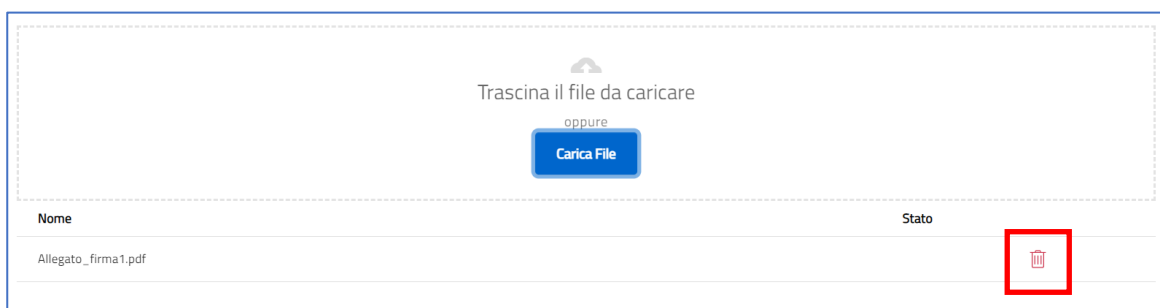 Trascina il file da caricare
oppure
Carica File
Nome Stato
Allegato_firma1.pdf